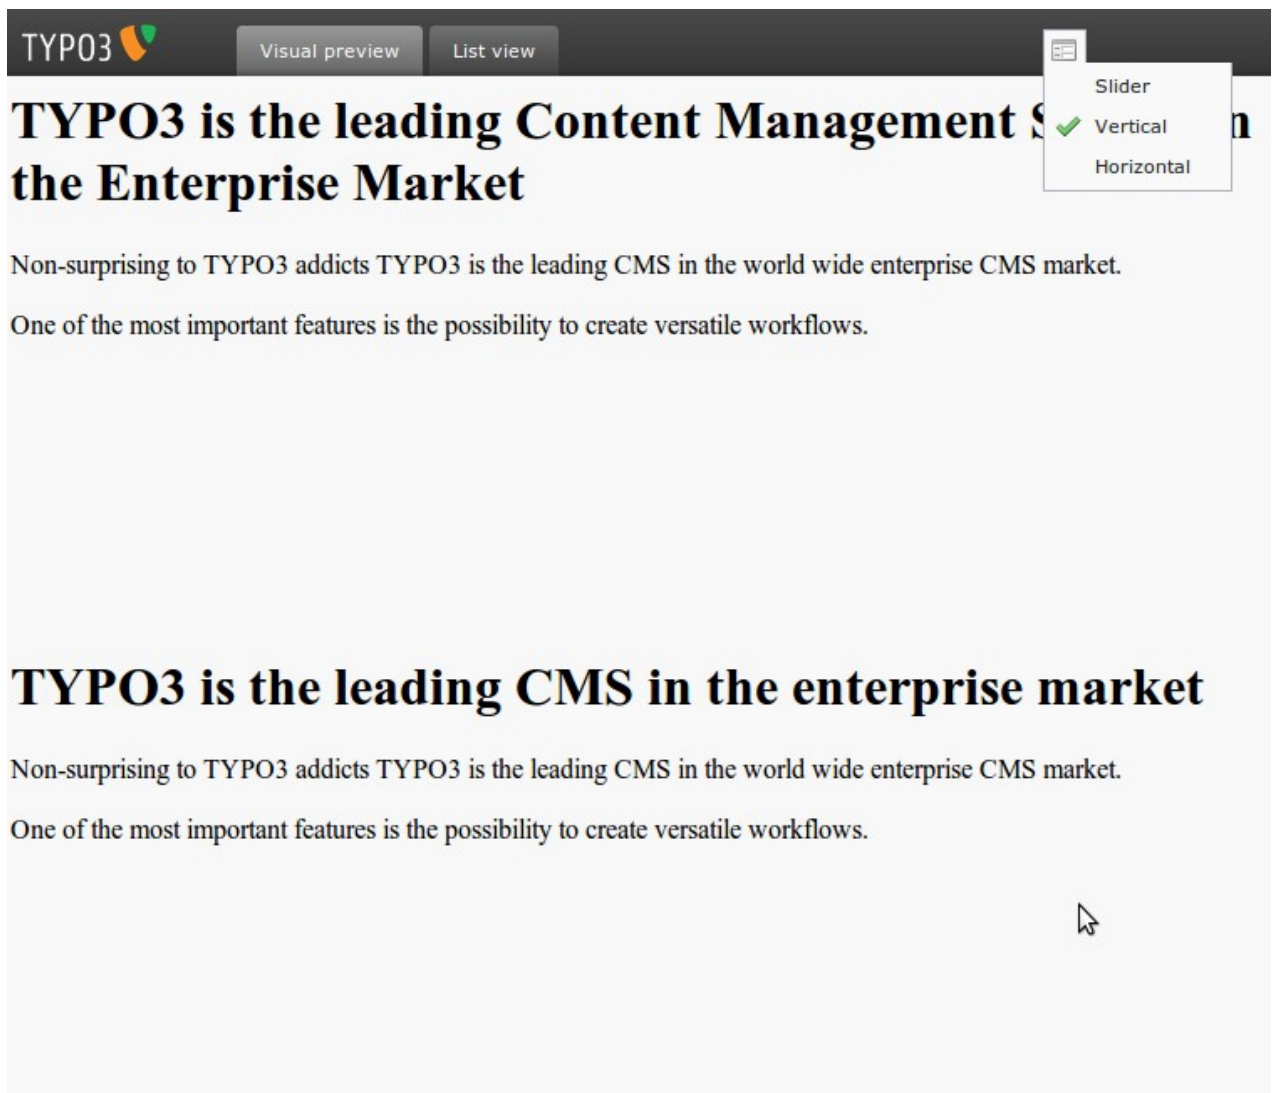 TYPO3
Visual preview
List view
Slider
Vertical
Horizontal
TYPO3 is the leading Content Management
the Enterprise Market
Non-surprising to TYPO3 addicts TYPO3 is the leading CMS in the world wide enterprise CMS market.
One of the most important features is the possibility to create versatile workflows.
TYPO3 is the leading CMS in the enterprise market
Non-surprising to TYPO3 addicts TYPO3 is the leading CMS in the world wide enterprise CMS market.
One of the most important features is the possibility to create versatile workflows.